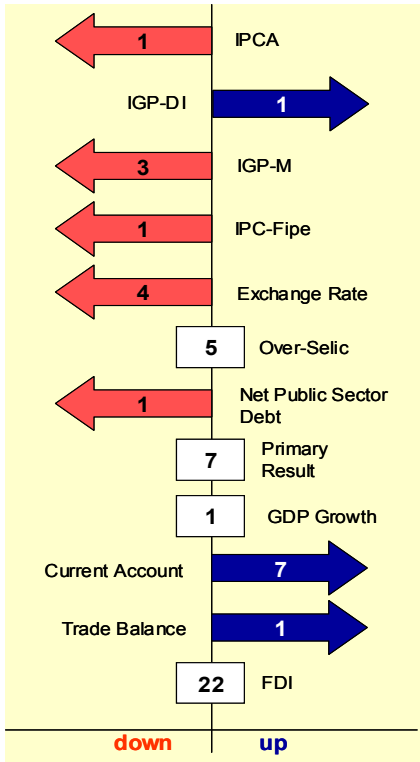 1 IPCA
IGP-DI 1
3 IGP-M
1 IPC-Fipe
4 Exchange Rate
5 Over-Selic
1 Net Public Sector
Debt
7 Primary
Result
1 GDP Growth
Current Account 7
Trade Balance 1
22 FDI
down up